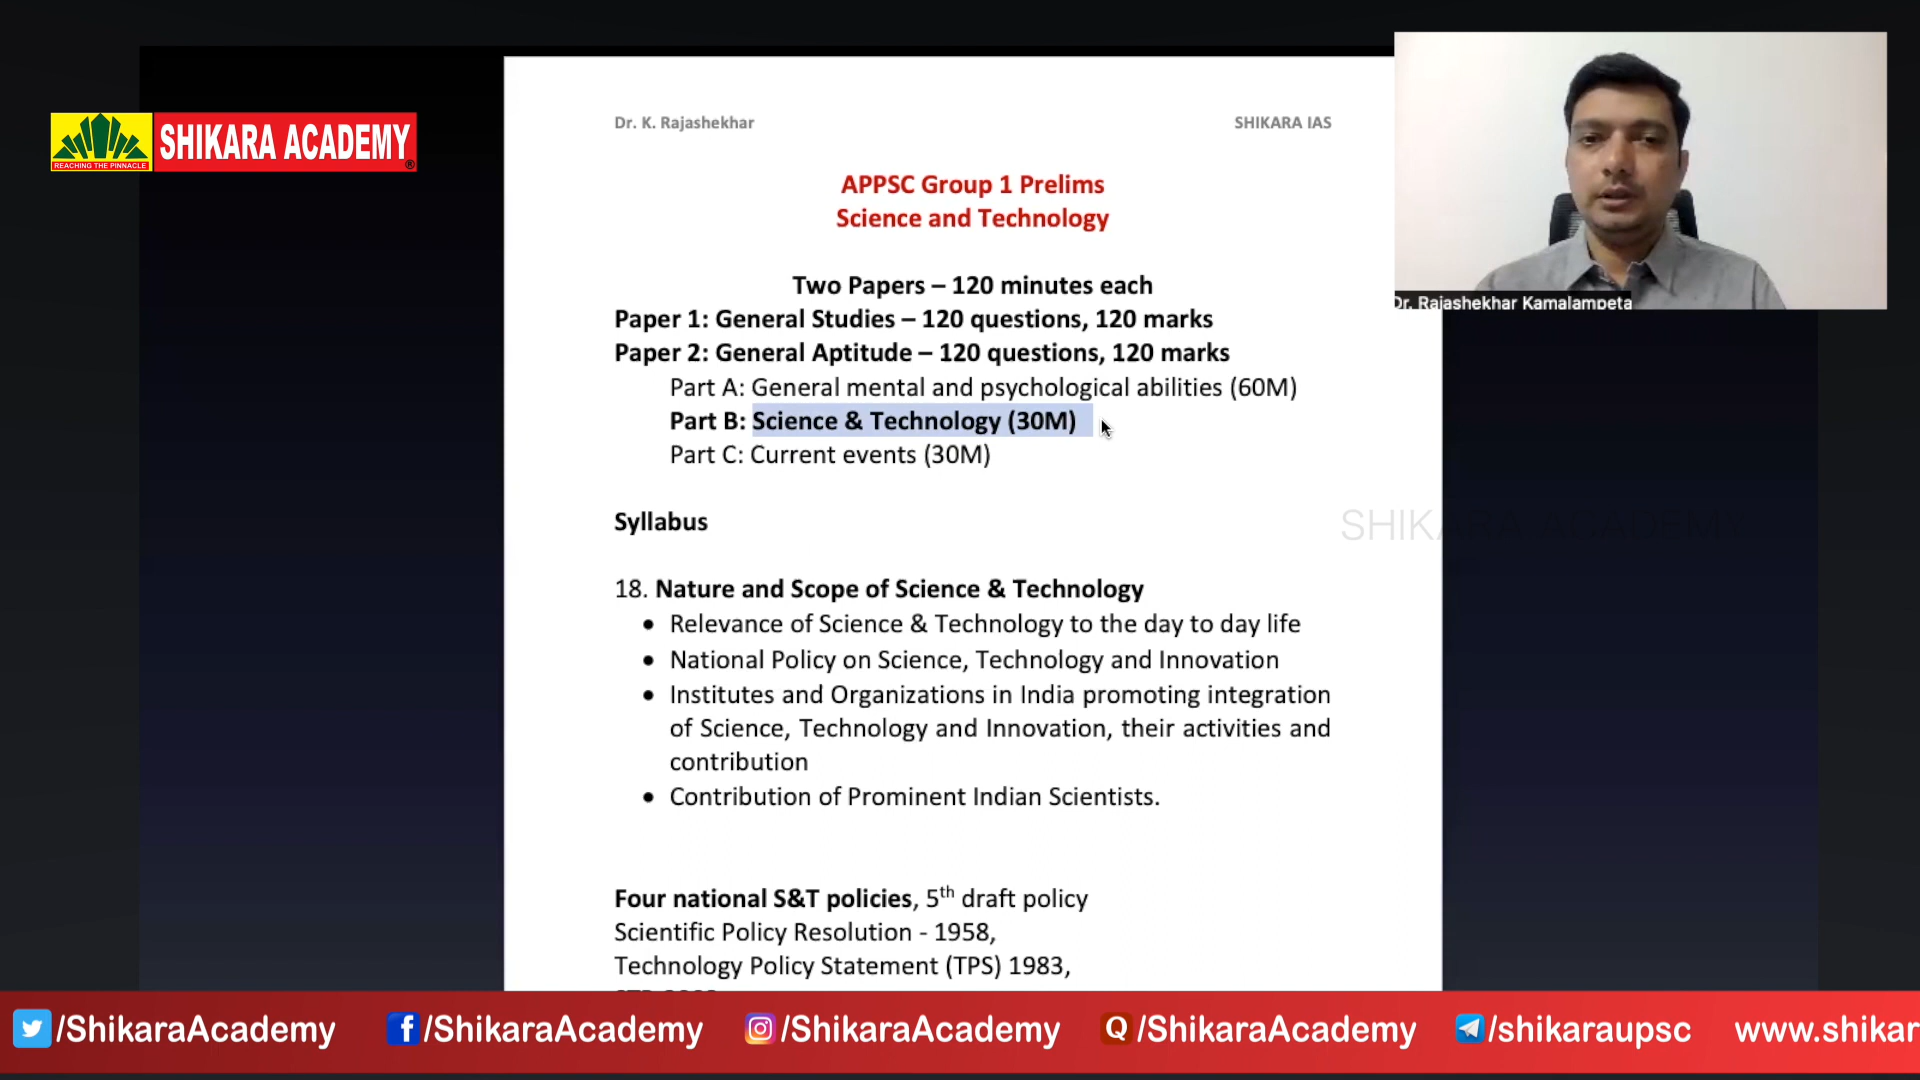 Dr. K. Rajashekhar
SHIKARA IAS
SHIKARA ACADEMY
REACHING THE PINNACLE
APPSC Group 1 Prelims
Science and Technology
Two Papers – 120 minutes each
Paper 1: General Studies – 120 questions, 120 marks
Paper 2: General Aptitude – 120 questions, 120 marks
Part A: General mental and psychological abilities (60M)
Part B: Science & Technology (30M)
Part C: Current events (30M)
Dr. Rajashekhar Kamalampeta
Syllabus
SHIKARA ACADEMY
18. Nature and Scope of Science & Technology
• Relevance of Science & Technology to the day to day life
• National Policy on Science, Technology and Innovation
• Institutes and Organizations in India promoting integration
of Science, Technology and Innovation, their activities and
contribution
• Contribution of Prominent Indian Scientists.
Four national S&T policies, 5th draft policy
Scientific Policy Resolution - 1958,
Technology Policy Statement (TPS) 1983,
/ShikaraAcademy /ShikaraAcademy /ShikaraAcademy /ShikaraAcademy /shikaraupsc www.shikar